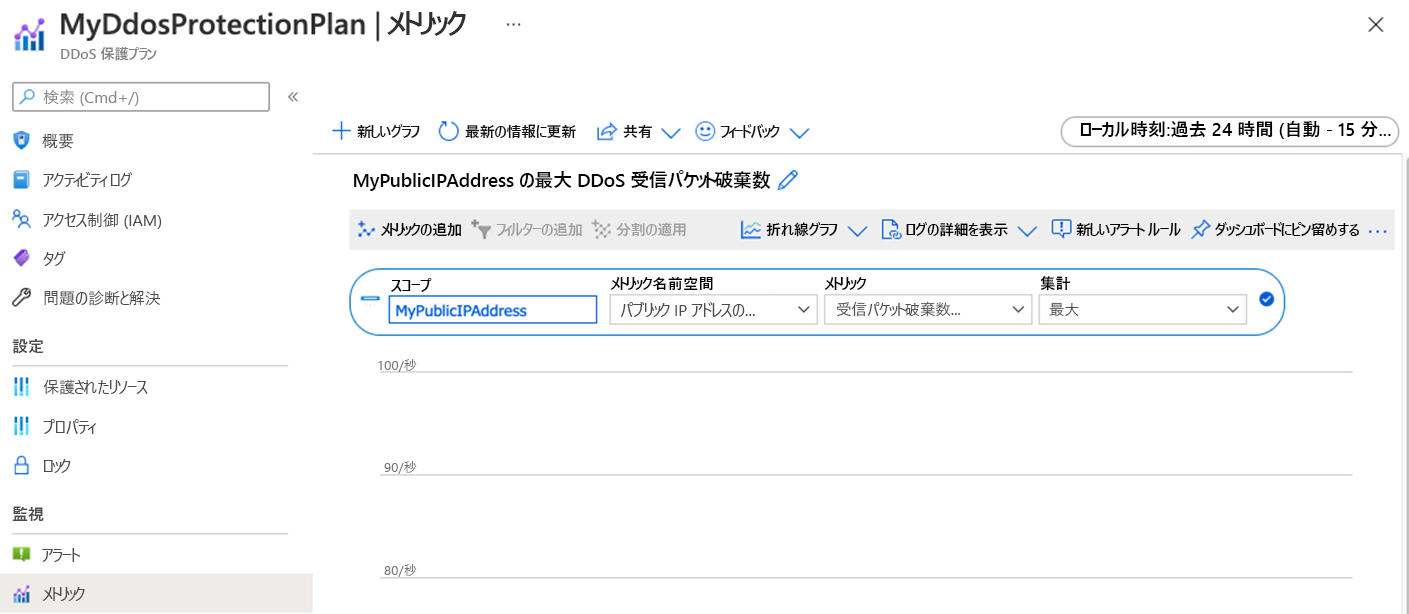 MyDdosProtectionPlan | メトリック ...
DDoS 保護プラン
検索 (Cmd+/)
概要
アクティビティログ
アクセス制御 (IAM)
タグ
問題の診断と解決
設定
保護されたリソース
プロパティ
ロック
監視
アラート
メトリック
新しいグラフ 最新の情報に更新 共有 フィードバック
ローカル時刻:過去 24 時間 (自動 - 15 分...
MyPublicIPAddress の最大 DDoS 受信パケット破棄数
メトリックの追加 フィルターの追加 分割の適用 折れ線グラフ ログの詳細を表示 新しいアラート ルール ダッシュボードにピン留めする ...
スコープ メトリック名前空間 メトリック 集計
MyPublicIPAddress パブリック IP アドレスの... 受信パケット破棄数... 最大
100/秒
90/秒
80/秒